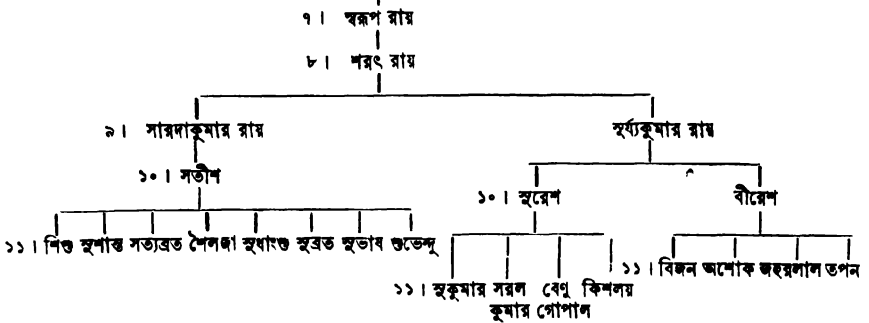 ৭। স্বরূপ রায়
৮। শরৎ রায়
৯। সারদাকুমার রায় সূর্য্যকুমার রায়
১০। সতীশ ১০। সুরেশ বীরেশ
১১। শিশু সুশান্ত সত্যব্রত শৈলজা সুধাংশু সুব্রত সুভাষ শুভেন্দু
১১। সুকুমার সরল বেণু কিশলয় ১১। বিজন অশোক জহরলাল তপন
কুমার গোপাল